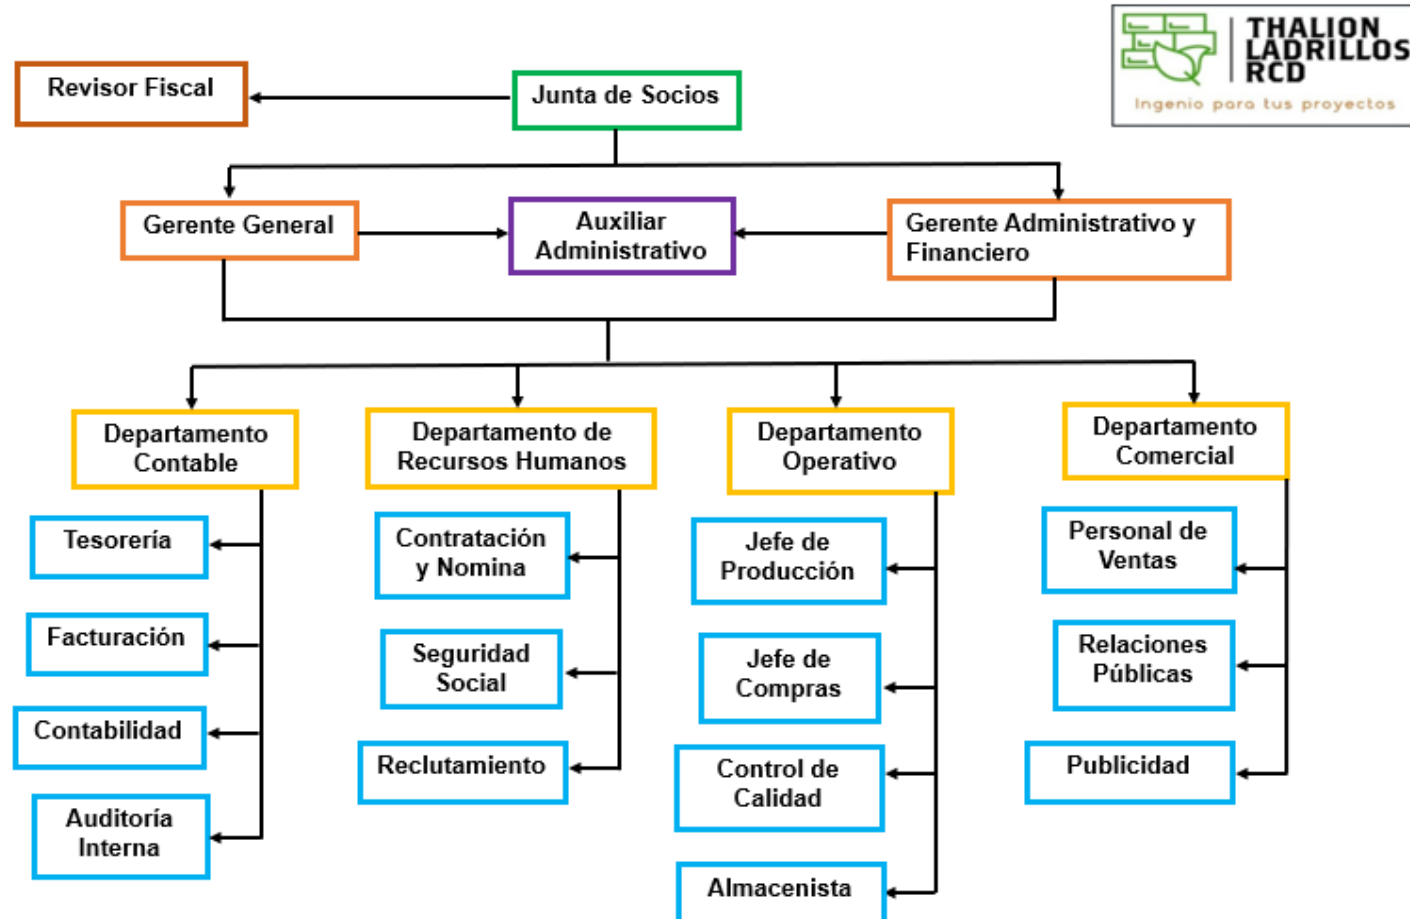 THALION
LADRILLOS
RCD
Ingenio para tus proyectos
Revisor Fiscal
Junta de Socios
Gerente General
Auxiliar
Administrativo
Gerente Administrativo y
Financiero
Departamento
Contable
Departamento de
Recursos Humanos
Departamento
Operativo
Departamento
Comercial
Tesorería
Facturación
Contabilidad
Auditoría
Interna
Contratación
y Nomina
Seguridad
Social
Reclutamiento
Jefe de
Producción
Jefe de
Compras
Control de
Calidad
Almacenista
Personal de
Ventas
Relaciones
Públicas
Publicidad